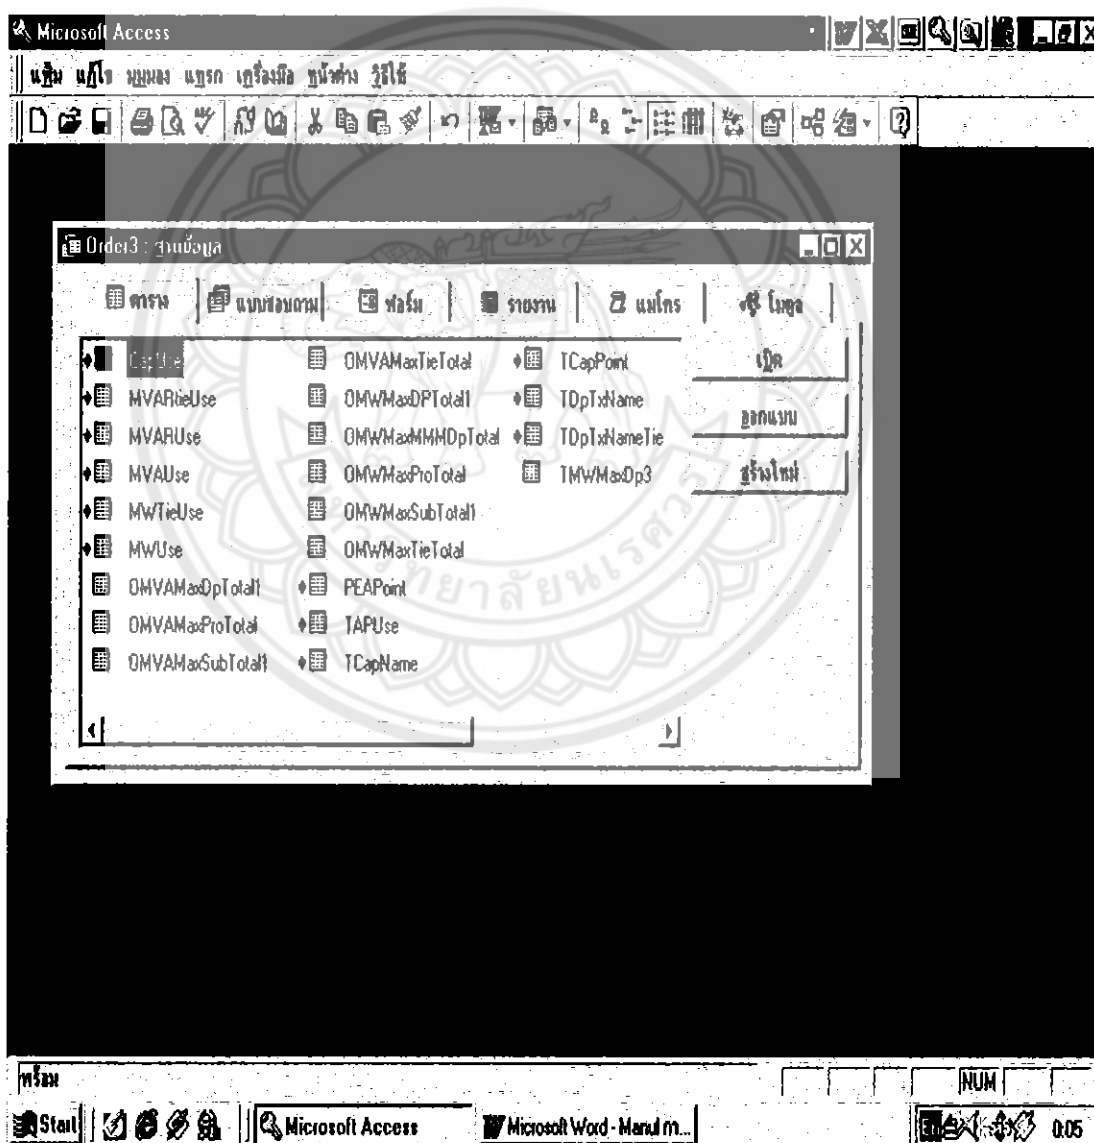 Microsoft Access
แฟ้ม แก้ไข มุมมอง แทรก เครื่องมือ หน้าต่าง วิธีใช้
Order3 : ฐานข้อมูล
ตาราง แบบสอบถาม ฟอร์ม รายงาน แมโคร โมดูล
CapUse
MVARtieUse
MVARUse
MVAUse
MWTieUse
MWUse
OMVAMaxDpTotal1
OMVAMaxProTotal
OMVAMaxSubTotal1
OMVAMaxTieTotal
OMWMaxDPTotal1
OMWMaxMMMDpTotal
OMWMaxProTotal
OMWMaxSubTotal1
OMWMaxTieTotal
PEAPoint
TAPUse
TCapName
TCapPoint
TDpTxName
TDpTxNameTie
TMWMaxDp3
เปิด
ออกแบบ
สร้างใหม่
พร้อม NUM
Start Microsoft Access Microsoft Word - Manul ก... En 0:05